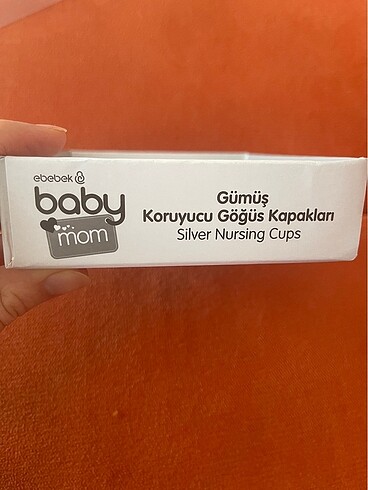 ebebek
baby
mom
Gümüş
Koruyucu Göğüs Kapakları
Silver Nursing Cups